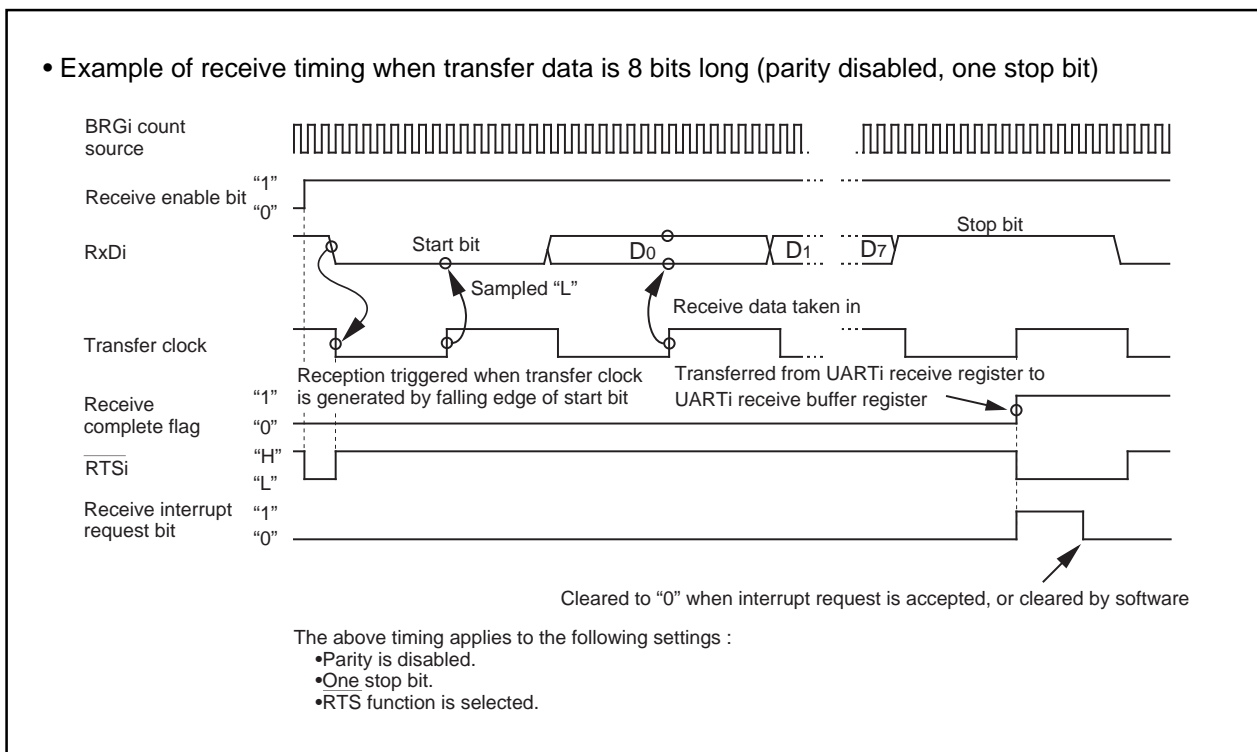 • Example of receive timing when transfer data is 8 bits long (parity disabled, one stop bit)
BRGi count
source
Receive enable bit
“1”
“0”
RxDi
Start bit
D0
D1
D7
Stop bit
Sampled “L”
Receive data taken in
Transfer clock
Reception triggered when transfer clock
is generated by falling edge of start bit
Transferred from UARTi receive register to
UARTi receive buffer register
Receive
complete flag
“1”
“0”
RTSi
“H”
“L”
Receive interrupt
request bit
“1”
“0”
Cleared to “0” when interrupt request is accepted, or cleared by software
The above timing applies to the following settings :
•Parity is disabled.
•One stop bit.
•RTS function is selected.